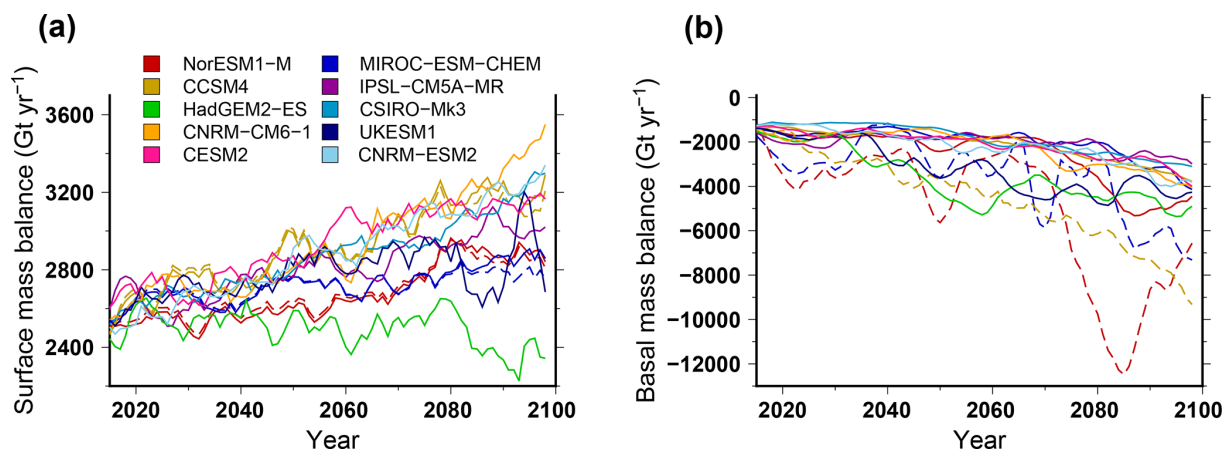 (a)
(b)
NorESM1−M
CCSM4
HadGEM2−ES
CNRM−CM6−1
CESM2
MIROC−ESM−CHEM
IPSL−CM5A−MR
CSIRO−Mk3
UKESM1
CNRM−ESM2
Surface mass balance (Gt yr⁻¹)
3600
3200
2800
2400
2020 2040 2060 2080 2100
Year
Basal mass balance (Gt yr⁻¹)
0
−2000
−4000
−6000
−8000
−10000
−12000
2020 2040 2060 2080 2100
Year